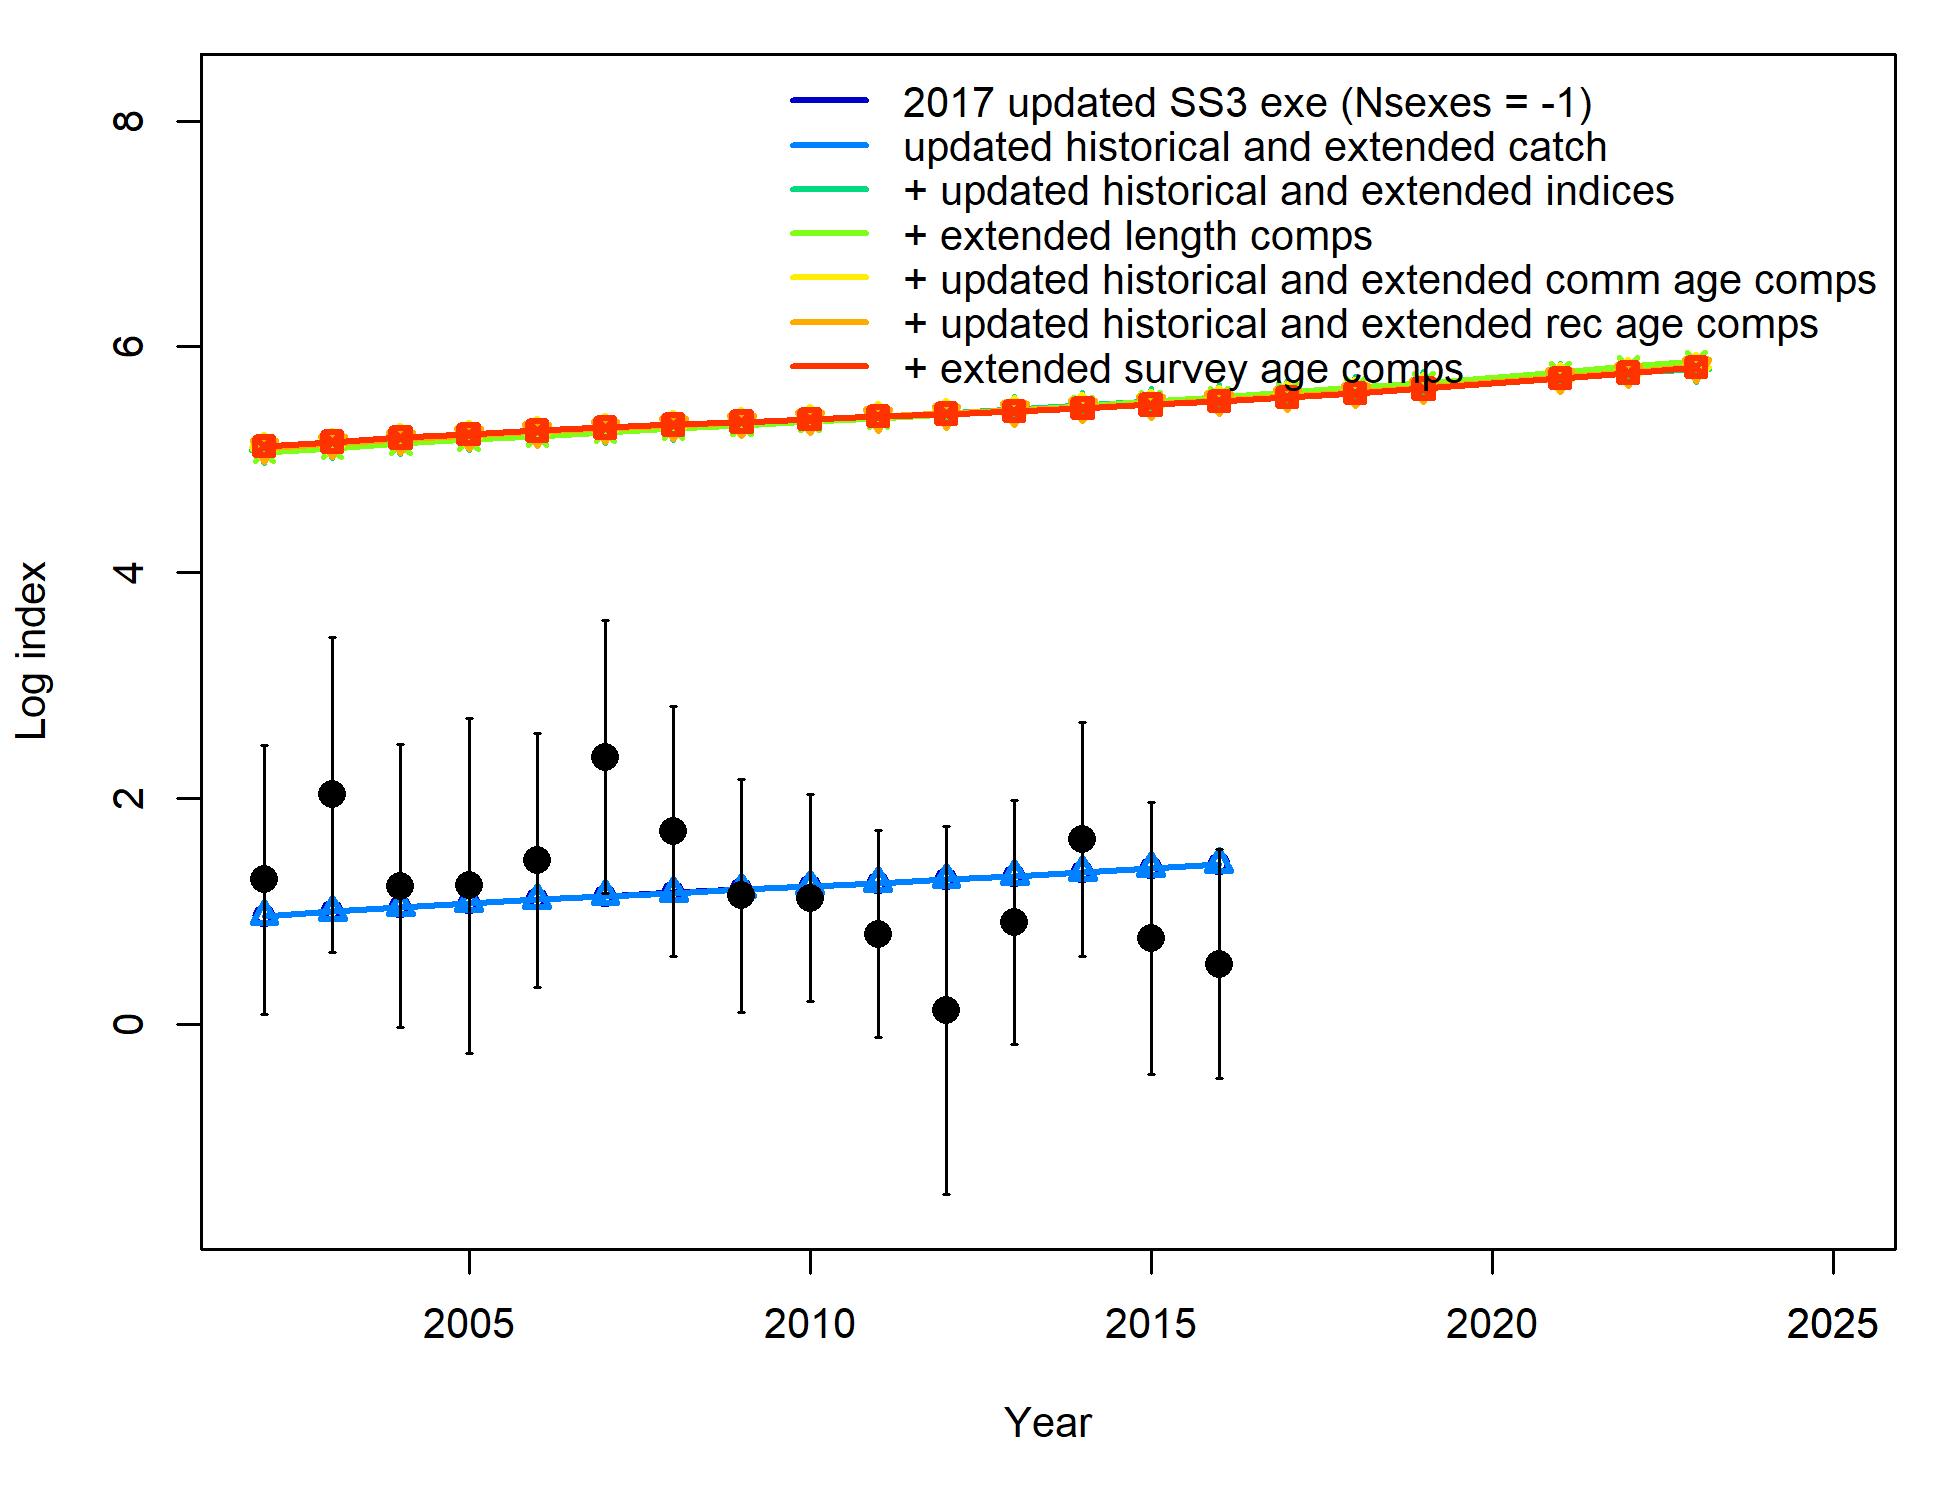 2017 updated SS3 exe (Nsexes = -1)
updated historical and extended catch
+ updated historical and extended indices
+ extended length comps
+ updated historical and extended comm age comps
+ updated historical and extended rec age comps
+ extended survey age comps
8
6
4
2
0
Log index
2005 2010 2015 2020 2025
Year